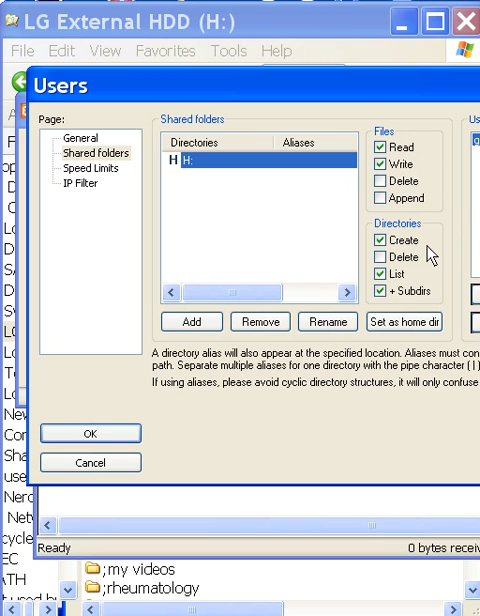 LG External HDD (H:)
File Edit View Favorites Tools Help
Users
Page:
General
Shared folders
Speed Limits
IP Filter
Shared folders
Directories Aliases
H H:
Files
Read
Write
Delete
Append
Directories
Create
Delete
List
+ Subdirs
Add Remove Rename Set as home dir
A directory alias will also appear at the specified location. Aliases must con
path. Separate multiple aliases for one directory with the pipe character ( | )
If using aliases, please avoid cyclic directory structures, it will only confuse
OK
Cancel
Ready 0 bytes recei
;my videos
;rheumatology